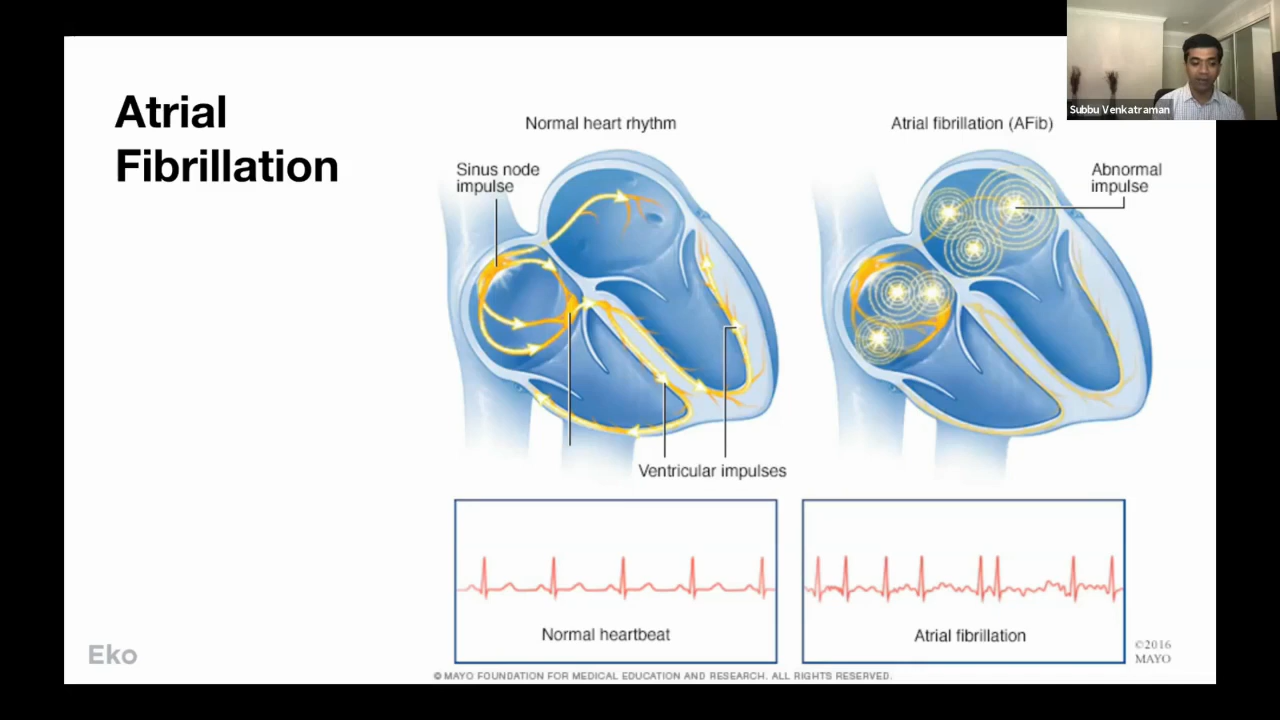 Subbu Venkatraman
Atrial
Fibrillation
Normal heart rhythm
Atrial fibrillation (AFib)
Sinus node
impulse
Abnormal
impulse
Ventricular impulses
Normal heartbeat
Atrial fibrillation
Eko
©2016
MAYO
© MAYO FOUNDATION FOR MEDICAL EDUCATION AND RESEARCH. ALL RIGHTS RESERVED.